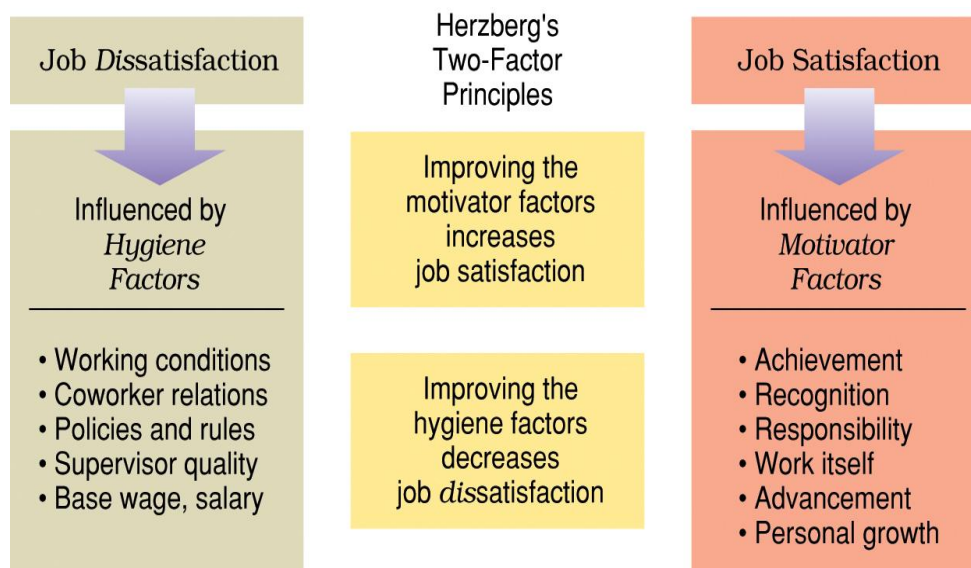 Job Dissatisfaction
Influenced by
Hygiene
Factors
• Working conditions
• Coworker relations
• Policies and rules
• Supervisor quality
• Base wage, salary
Herzberg's
Two-Factor
Principles
Improving the
motivator factors
increases
job satisfaction
Improving the
hygiene factors
decreases
job dissatisfaction
Job Satisfaction
Influenced by
Motivator
Factors
• Achievement
• Recognition
• Responsibility
• Work itself
• Advancement
• Personal growth